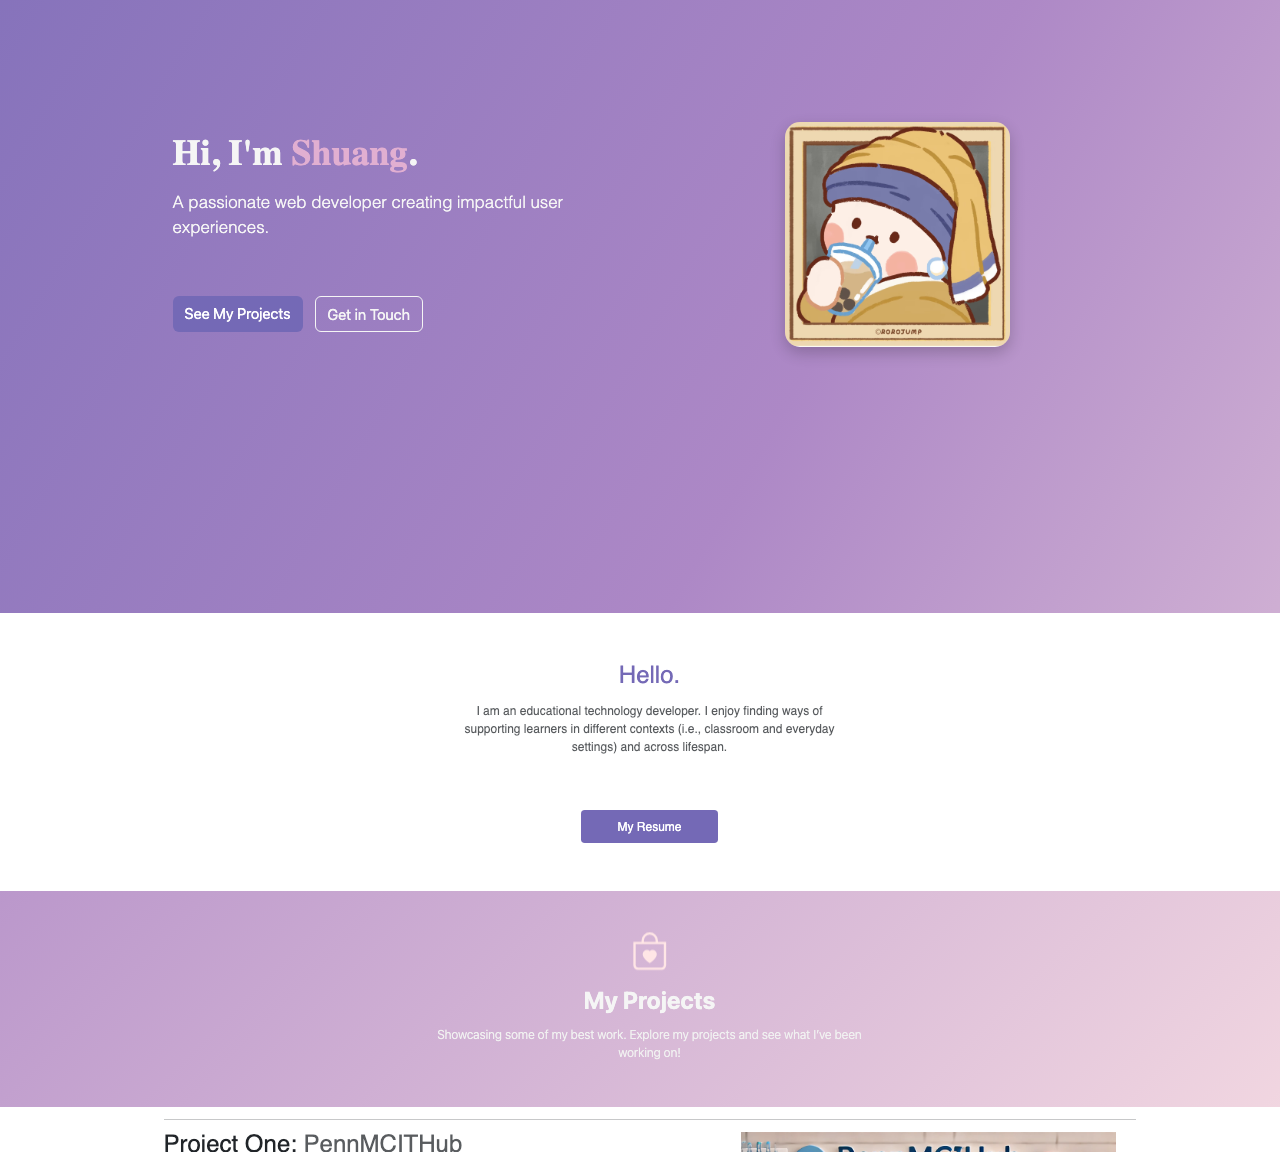 Hi, I'm Shuang.
A passionate web developer creating impactful user
experiences.
See My Projects
Get in Touch
©ROROJUMP
Hello.
I am an educational technology developer. I enjoy finding ways of
supporting learners in different contexts (i.e., classroom and everyday
settings) and across lifespan.
My Resume
My Projects
Showcasing some of my best work. Explore my projects and see what I've been
working on!
Project One: PennMCITHub
PennMCITHub